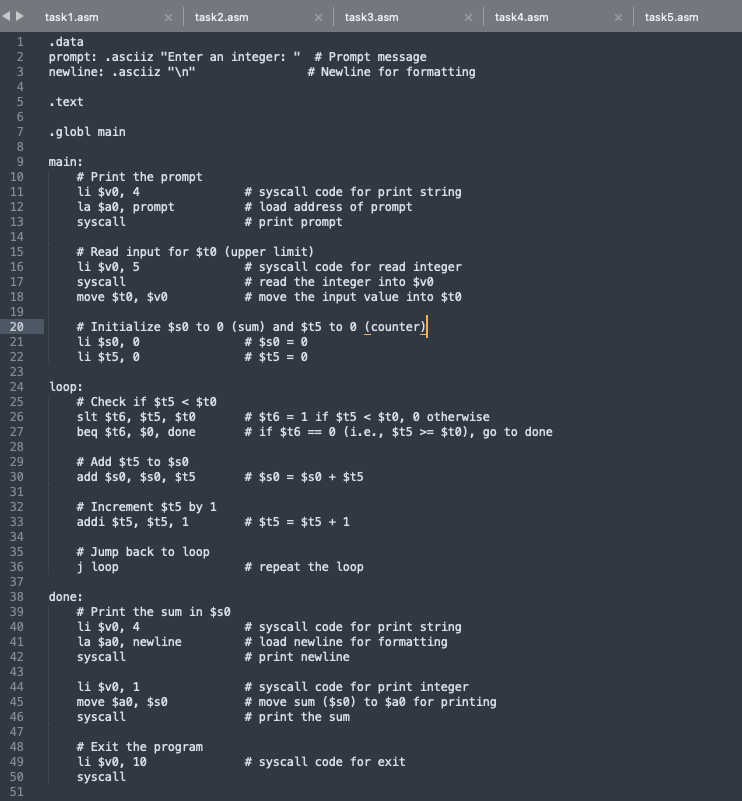 task1.asm × task2.asm × task3.asm × task4.asm × task5.asm
1 .data
2 prompt: .asciiz "Enter an integer: "  # Prompt message
3 newline: .asciiz "\n"                # Newline for formatting
4
5 .text
6
7 .globl main
8
9 main:
10     # Print the prompt
11     li $v0, 4               # syscall code for print string
12     la $a0, prompt          # load address of prompt
13     syscall                 # print prompt
14
15     # Read input for $t0 (upper limit)
16     li $v0, 5               # syscall code for read integer
17     syscall                 # read the integer into $v0
18     move $t0, $v0           # move the input value into $t0
19
20     # Initialize $s0 to 0 (sum) and $t5 to 0 (counter)
21     li $s0, 0               # $s0 = 0
22     li $t5, 0               # $t5 = 0
23
24 loop:
25     # Check if $t5 < $t0
26     slt $t6, $t5, $t0       # $t6 = 1 if $t5 < $t0, 0 otherwise
27     beq $t6, $0, done       # if $t6 == 0 (i.e., $t5 >= $t0), go to done
28
29     # Add $t5 to $s0
30     add $s0, $s0, $t5       # $s0 = $s0 + $t5
31
32     # Increment $t5 by 1
33     addi $t5, $t5, 1        # $t5 = $t5 + 1
34
35     # Jump back to loop
36     j loop                  # repeat the loop
37
38 done:
39     # Print the sum in $s0
40     li $v0, 4               # syscall code for print string
41     la $a0, newline         # load newline for formatting
42     syscall                 # print newline
43
44     li $v0, 1               # syscall code for print integer
45     move $a0, $s0           # move sum ($s0) to $a0 for printing
46     syscall                 # print the sum
47
48     # Exit the program
49     li $v0, 10              # syscall code for exit
50     syscall
51